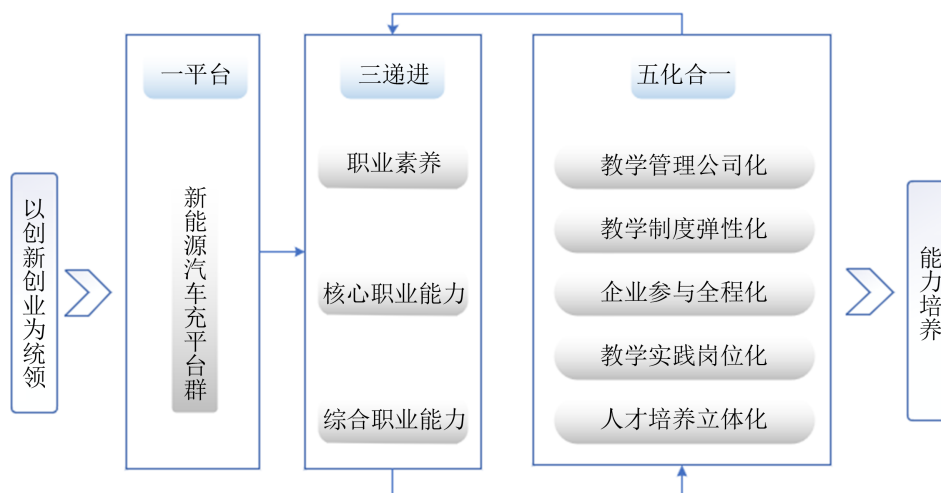 以创新创业为统领
一平台
新能源汽车充平台群
三递进
职业素养
核心职业能力
综合职业能力
五化合一
教学管理公司化
教学制度弹性化
企业参与全程化
教学实践岗位化
人才培养立体化
能力培养